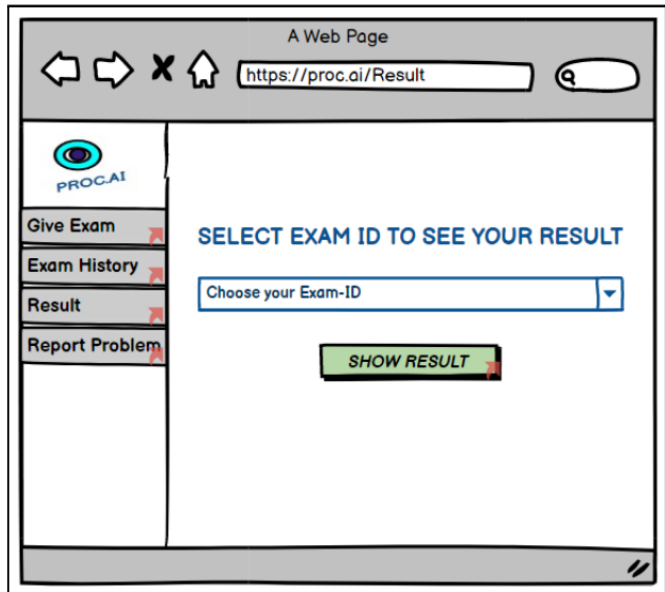 A Web Page
https://proc.ai/Result
PROC.AI
Give Exam
Exam History
Result
Report Problem
SELECT EXAM ID TO SEE YOUR RESULT
Choose your Exam-ID
SHOW RESULT